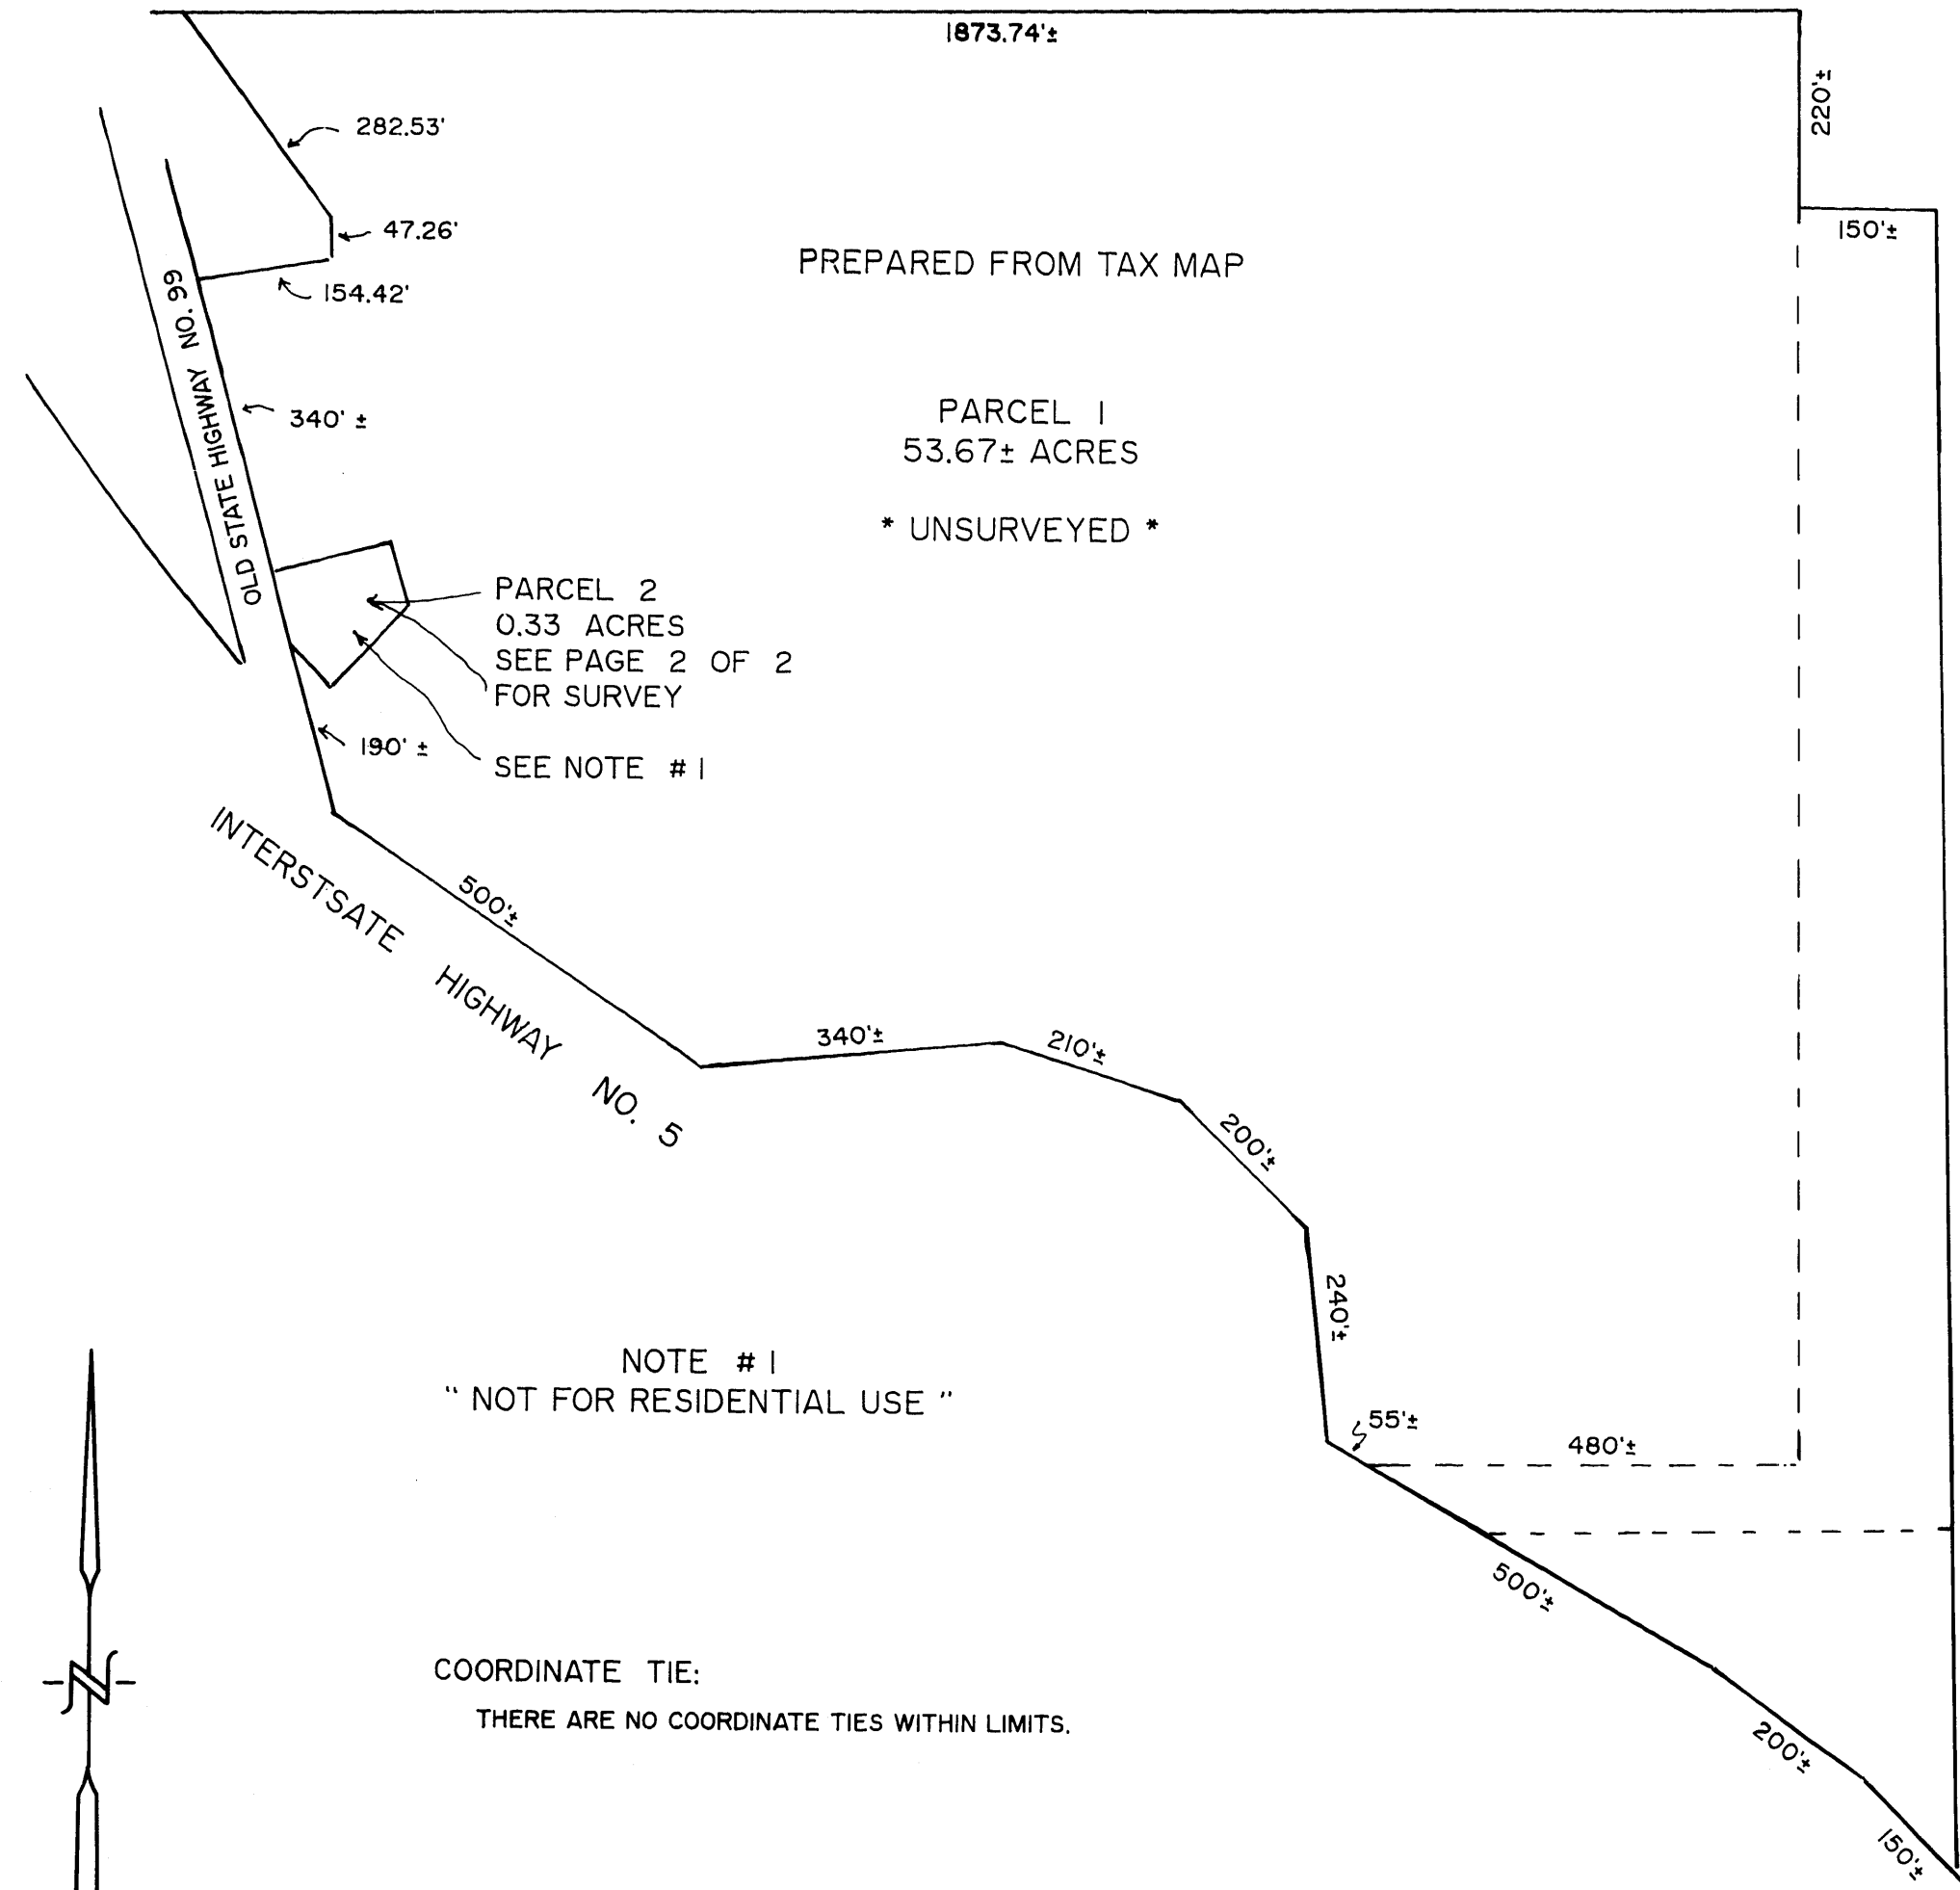 1873.74'±
220'±
282.53'
47.26'
150'±
154.42'
PREPARED FROM TAX MAP
OLD STATE HIGHWAY NO. 99
340' ±
PARCEL 1
53.67± ACRES
* UNSURVEYED *
PARCEL 2
0.33 ACRES
SEE PAGE 2 OF 2
FOR SURVEY
190' ±
SEE NOTE #1
INTERSTSATE HIGHWAY NO. 5
500'±
340'±
210'±
200'±
240'±
NOTE #1
" NOT FOR RESIDENTIAL USE "
55'±
480'±
500'±
N
COORDINATE TIE:
THERE ARE NO COORDINATE TIES WITHIN LIMITS.
200'±
150'±